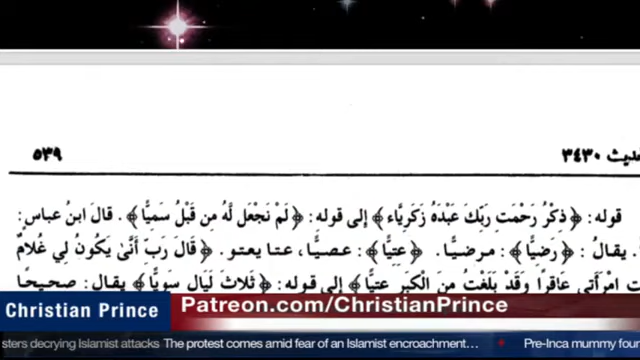 ٥٣٩
ديث ٣٤٣٠
قوله: ﴿ذِكْرُ رَحْمَتِ رَبِّكَ عَبْدَهُ زَكَرِيَّاء﴾ إلى قوله: ﴿لَمْ نَجْعَل لَّهُ مِن قَبْلُ سَمِيًّا﴾. قالَ ابنُ عباسٍ:
يقالُ: ﴿رَضِيًّا﴾: مرضيًّا. ﴿عِتِيًّا﴾: عصيًّا، عتا يعتو. ﴿قَالَ رَبِّ أَنَّىٰ يَكُونُ لِي غُلَامٌ
امْرَأَتِي عَاقِرًا وَقَدْ بَلَغْتُ مِنَ الْكِبَرِ عِتِيًّا﴾ إلى قوله: ﴿ثَلَاثَ لَيَالٍ سَوِيًّا﴾ يقال: صحيحًا
Christian Prince
Patreon.com/ChristianPrince
sters decrying Islamist attacks The protest comes amid fear of an Islamist encroachment... Pre-Inca mummy foun